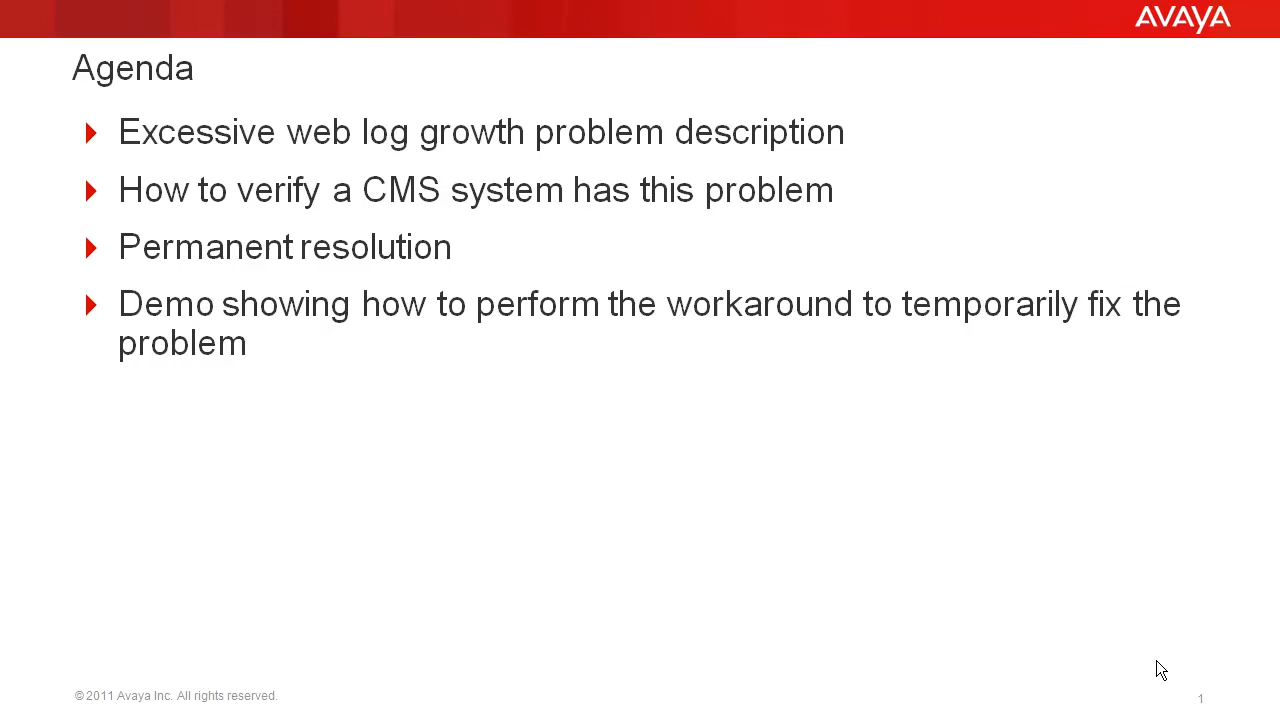 AVAYA
Agenda
Excessive web log growth problem description
How to verify a CMS system has this problem
Permanent resolution
Demo showing how to perform the workaround to temporarily fix the
problem
© 2011 Avaya Inc. All rights reserved.
1